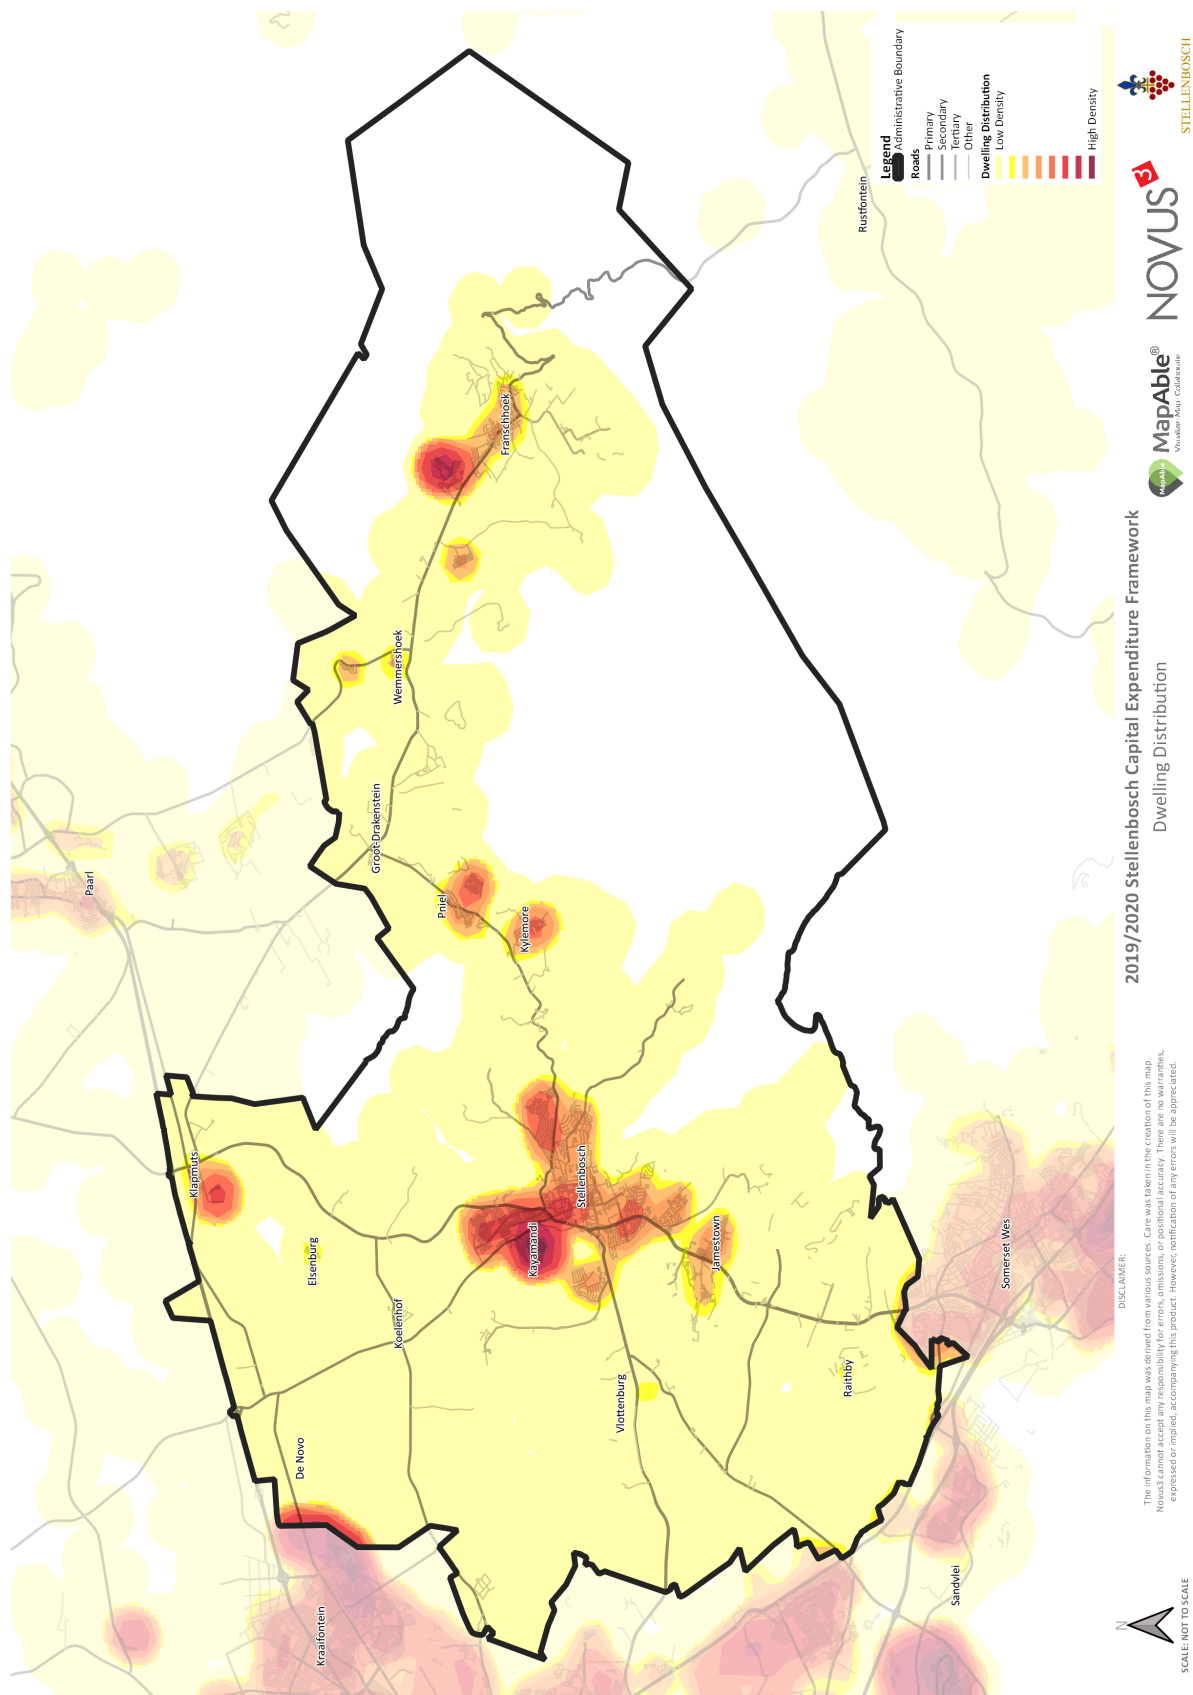 Paarl
Klapmuts
Elsenburg
De Novo
Kraaifontein
Koelenhof
Groot-Drakenstein
Wemmershoek
Franschhoek
Pniel
Kylemore
Kayamandi
Stellenbosch
Vlottenburg
Jamestown
Raithby
Somerset Wes
Sandvlei
Rustfontein
Legend
Administrative Boundary
Roads
Primary
Secondary
Tertiary
Other
Dwelling Distribution
Low Density
High Density
2019/2020 Stellenbosch Capital Expenditure Framework
Dwelling Distribution
DISCLAIMER:
The information on this map was derived from various sources. Care was taken in the creation of this map.
Novus3 cannot accept any responsibility for errors, omissions, or positional accuracy. There are no warranties,
expressed or implied, accompanying this product. However, notification of any errors will be appreciated.
N
SCALE: NOT TO SCALE
MapAble
MapAble®
Visualize · Map · Collaborate
NOVUS3
STELLENBOSCH